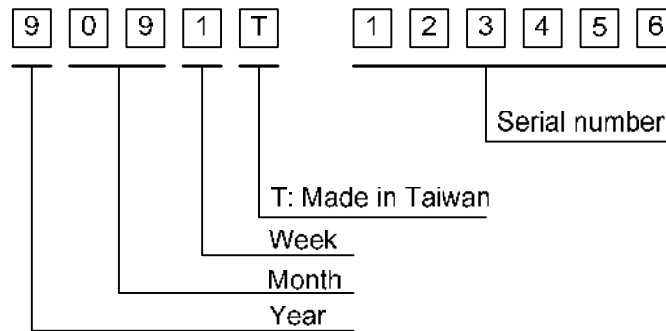 9 0 9 1 T 1 2 3 4 5 6
Serial number
T: Made in Taiwan
Week
Month
Year